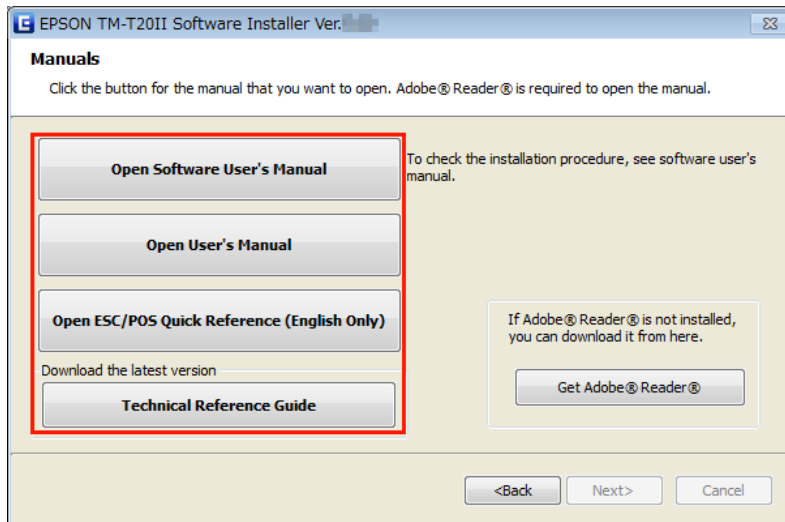 EPSON TM-T20II Software Installer Ver.
Manuals
Click the button for the manual that you want to open. Adobe® Reader® is required to open the manual.
Open Software User's Manual
To check the installation procedure, see software user's
manual.
Open User's Manual
Open ESC/POS Quick Reference (English Only)
Download the latest version
Technical Reference Guide
If Adobe® Reader® is not installed,
you can download it from here.
Get Adobe® Reader®
<Back
Next>
Cancel